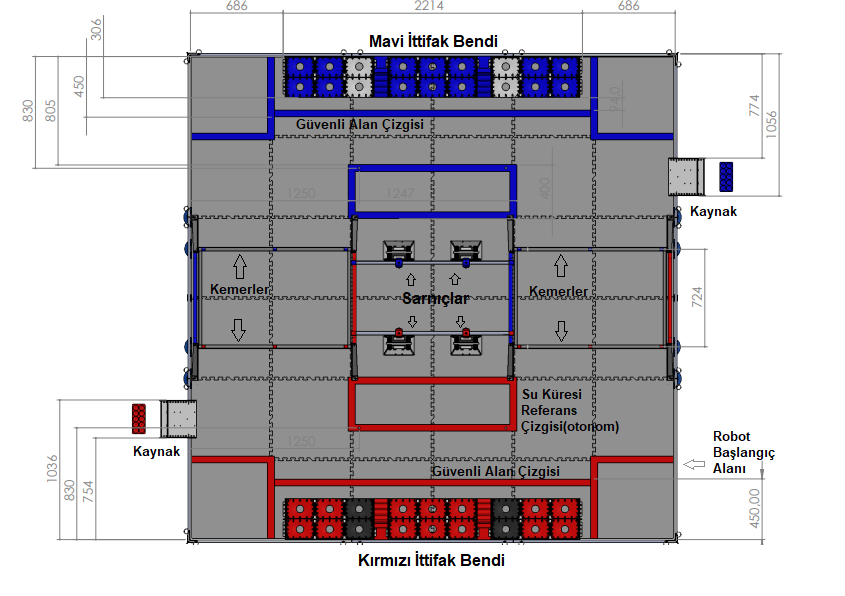 686
2214
686
306
Mavi İttifak Bendi
830
805
450
240
774
1056
Güvenli Alan Çizgisi
1250
1247
400
Kaynak
Kemerler
Sarnıçlar
Kemerler
724
Su Küresi
Referans
Çizgisi(otonom)
Kaynak
1250
Robot
Başlangıç
Alanı
1036
830
754
Güvenli Alan Çizgisi
450,00
Kırmızı İttifak Bendi